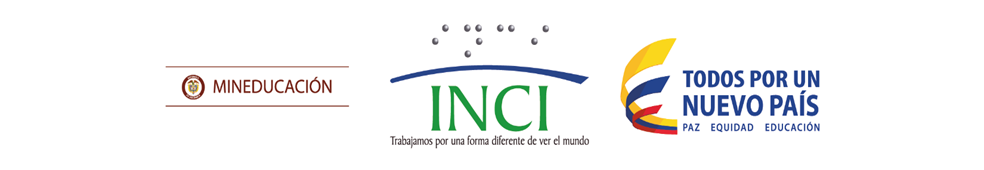 MINEDUCACIÓN
⠊⠝⠉⠊
INCI
Trabajamos por una forma diferente de ver el mundo
TODOS POR UN
NUEVO PAÍS
PAZ EQUIDAD EDUCACIÓN